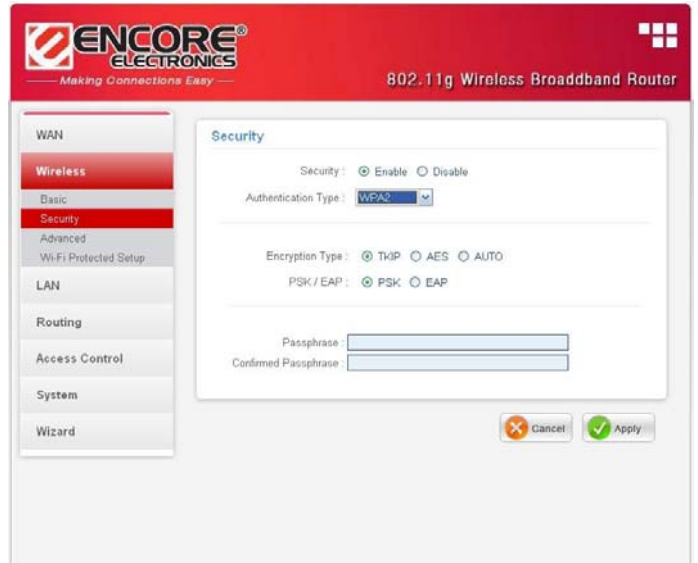 ENCORE®
ELECTRONICS
Making Connections Easy
802.11g Wireless Broaddband Router
WAN
Wireless
Basic
Security
Advanced
Wi-Fi Protected Setup
LAN
Routing
Access Control
System
Wizard
Security
Security : Enable Disable
Authentication Type : WPA2
Encryption Type : TKIP AES AUTO
PSK / EAP : PSK EAP
Passphrase :
Confirmed Passphrase :
Cancel Apply